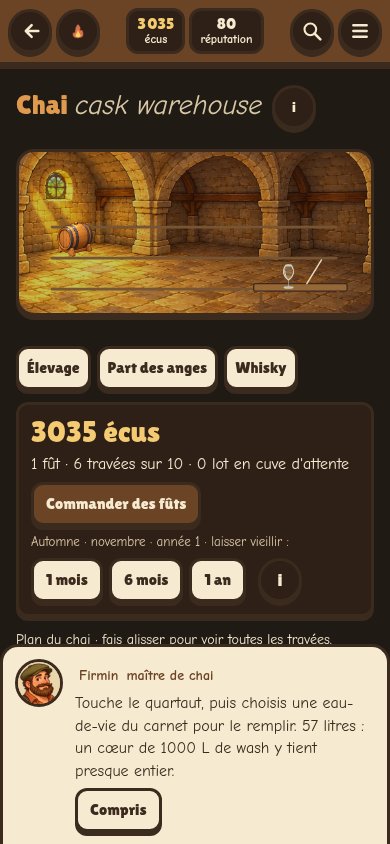 3035
écus
80
réputation
Chai cask warehouse i
Élevage Part des anges Whisky
3035 écus
1 fût · 6 travées sur 10 · 0 lot en cuve d'attente
Commander des fûts
Automne · novembre · année 1 · laisser vieillir :
1 mois 6 mois 1 an i
Plan du chai · fais glisser pour voir toutes les travées.
Firmin maître de chai
Touche le quartaut, puis choisis une eau-
de-vie du carnet pour le remplir. 57 litres :
un cœur de 1000 L de wash y tient
presque entier.
Compris